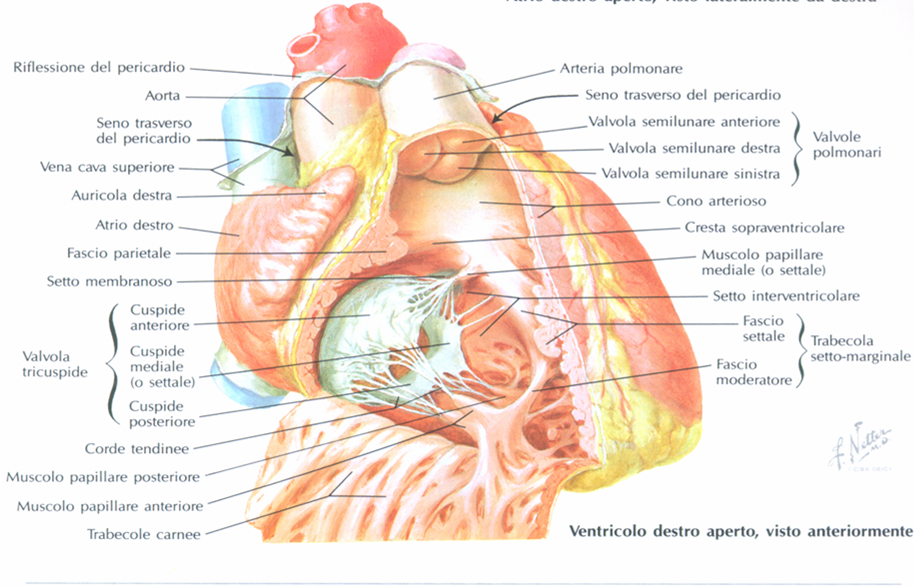 Atrio destro aperto, visto lateralmente da destra
Riflessione del pericardio
Aorta
Seno trasverso
del pericardio
Vena cava superiore
Auricola destra
Atrio destro
Fascio parietale
Setto membranoso
Valvola
tricuspide
Cuspide
anteriore
Cuspide
mediale
(o settale)
Cuspide
posteriore
Corde tendinee
Muscolo papillare posteriore
Muscolo papillare anteriore
Trabecole carnee
Arteria polmonare
Seno trasverso del pericardio
Valvola semilunare anteriore
Valvola semilunare destra
Valvola semilunare sinistra
Valvole
polmonari
Cono arterioso
Cresta sopraventricolare
Muscolo papillare
mediale (o settale)
Setto interventricolare
Fascio
settale
Fascio
moderatore
Trabecola
setto-marginale
F. Netter
M.D.
Ventricolo destro aperto, visto anteriormente